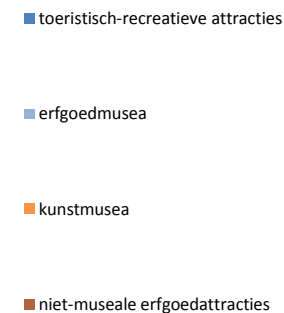 toeristisch-recreatieve attracties
erfgoedmusea
kunstmusea
niet-museale erfgoedattracties